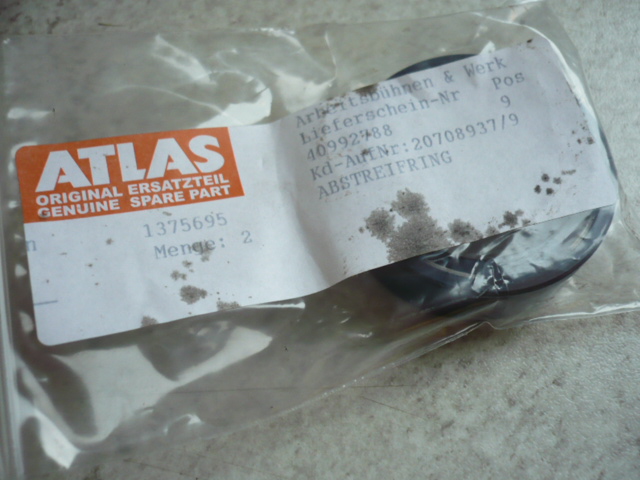 ATLAS
ORIGINAL ERSATZTEIL
GENUINE SPARE PART
n
1375695
Menge: 2
Arbeitsbühnen & Werk
Lieferschein-Nr Pos
40992788 9
Kd-AufNr:20708937/9
ABSTREIFRING